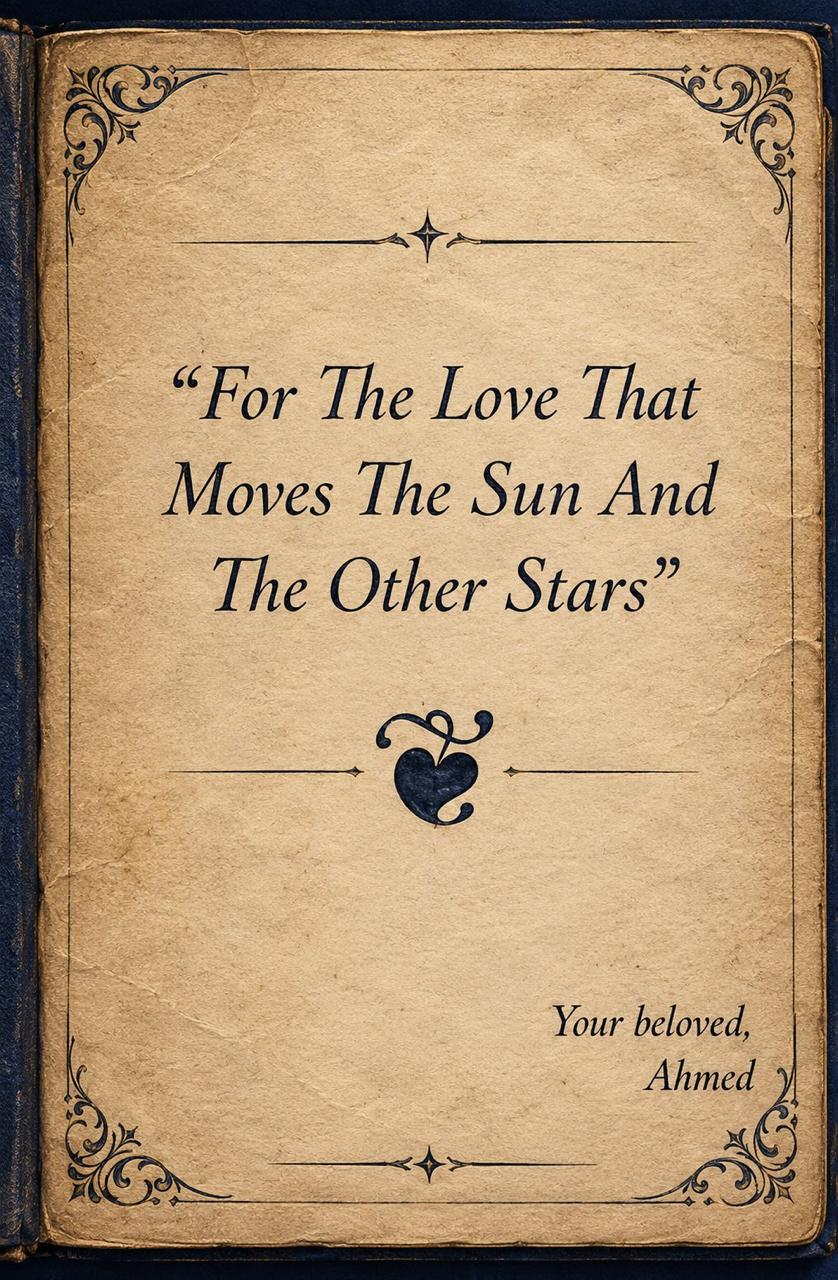 “For The Love That
Moves The Sun And
The Other Stars”
Your beloved,
Ahmed